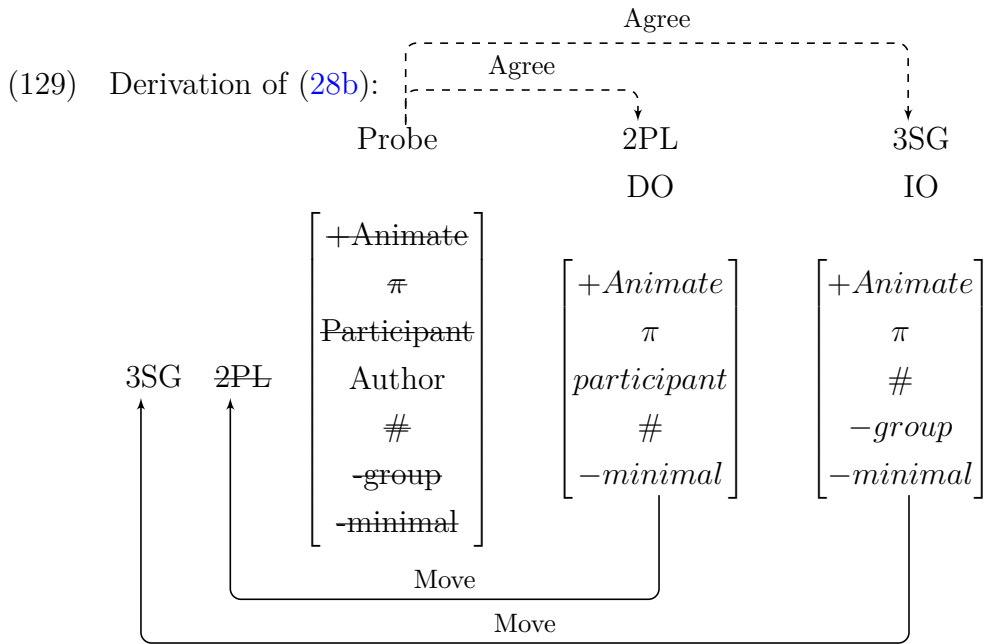 Agree
(129) Derivation of (28b):
Agree
Probe 2PL 3SG
DO IO
+Animate
π
Participant
Author
#
-group
-minimal
+Animate
π
participant
#
−minimal
+Animate
π
#
−group
−minimal
3SG 2PL
Move
Move